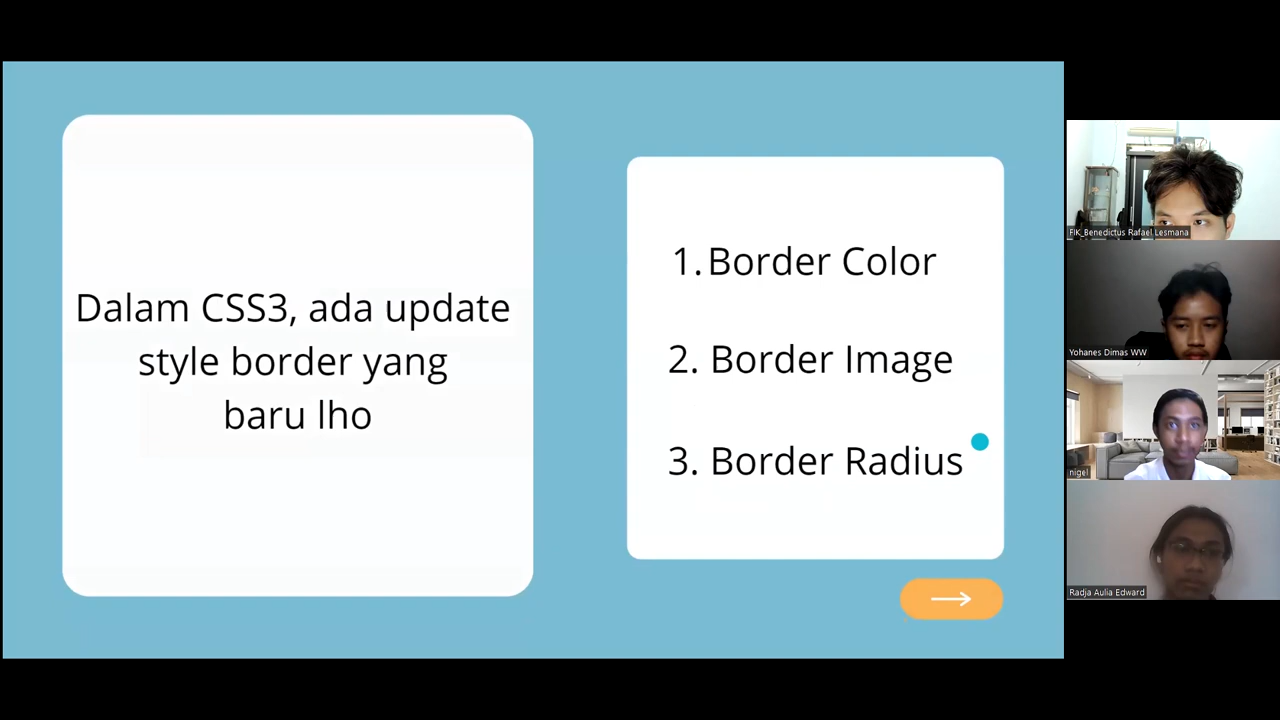 Dalam CSS3, ada update
style border yang
baru lho
1. Border Color
2. Border Image
3. Border Radius
FIK_Benedictus Rafael Lesmana
Yohanes Dimas WW
nigel
Radja Aulia Edward